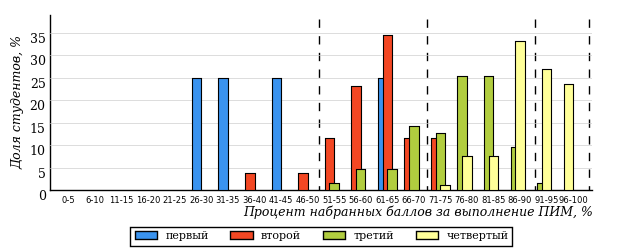 Доля студентов, %
35
30
25
20
15
10
5
0
0-5 6-10 11-15 16-20 21-25 26-30 31-35 36-40 41-45 46-50 51-55 56-60 61-65 66-70 71-75 76-80 81-85 86-90 91-95 96-100
Процент набранных баллов за выполнение ПИМ, %
первый второй третий четвертый